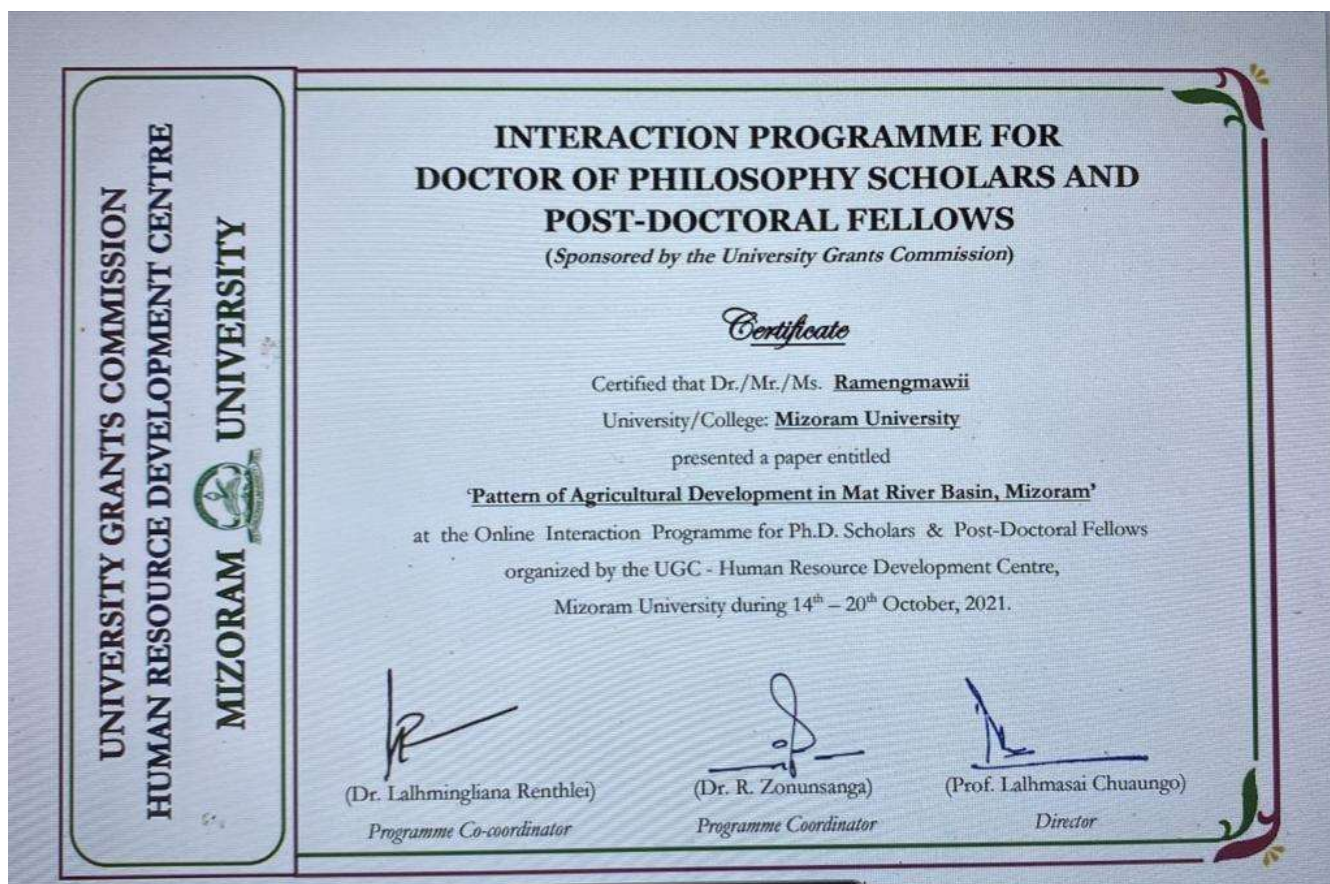 UNIVERSITY GRANTS COMMISSION
HUMAN RESOURCE DEVELOPMENT CENTRE
MIZORAM UNIVERSITY
INTERACTION PROGRAMME FOR
DOCTOR OF PHILOSOPHY SCHOLARS AND
POST-DOCTORAL FELLOWS
(Sponsored by the University Grants Commission)
Certificate
Certified that Dr./Mr./Ms. Ramengmawii
University/College: Mizoram University
presented a paper entitled
‘Pattern of Agricultural Development in Mat River Basin, Mizoram’
at the Online Interaction Programme for Ph.D. Scholars & Post-Doctoral Fellows
organized by the UGC - Human Resource Development Centre,
Mizoram University during 14th – 20th October, 2021.
(Dr. Lalhmingliana Renthlei) (Dr. R. Zonunsanga) (Prof. Lalhmasai Chuaungo)
Programme Co-coordinator Programme Coordinator Director